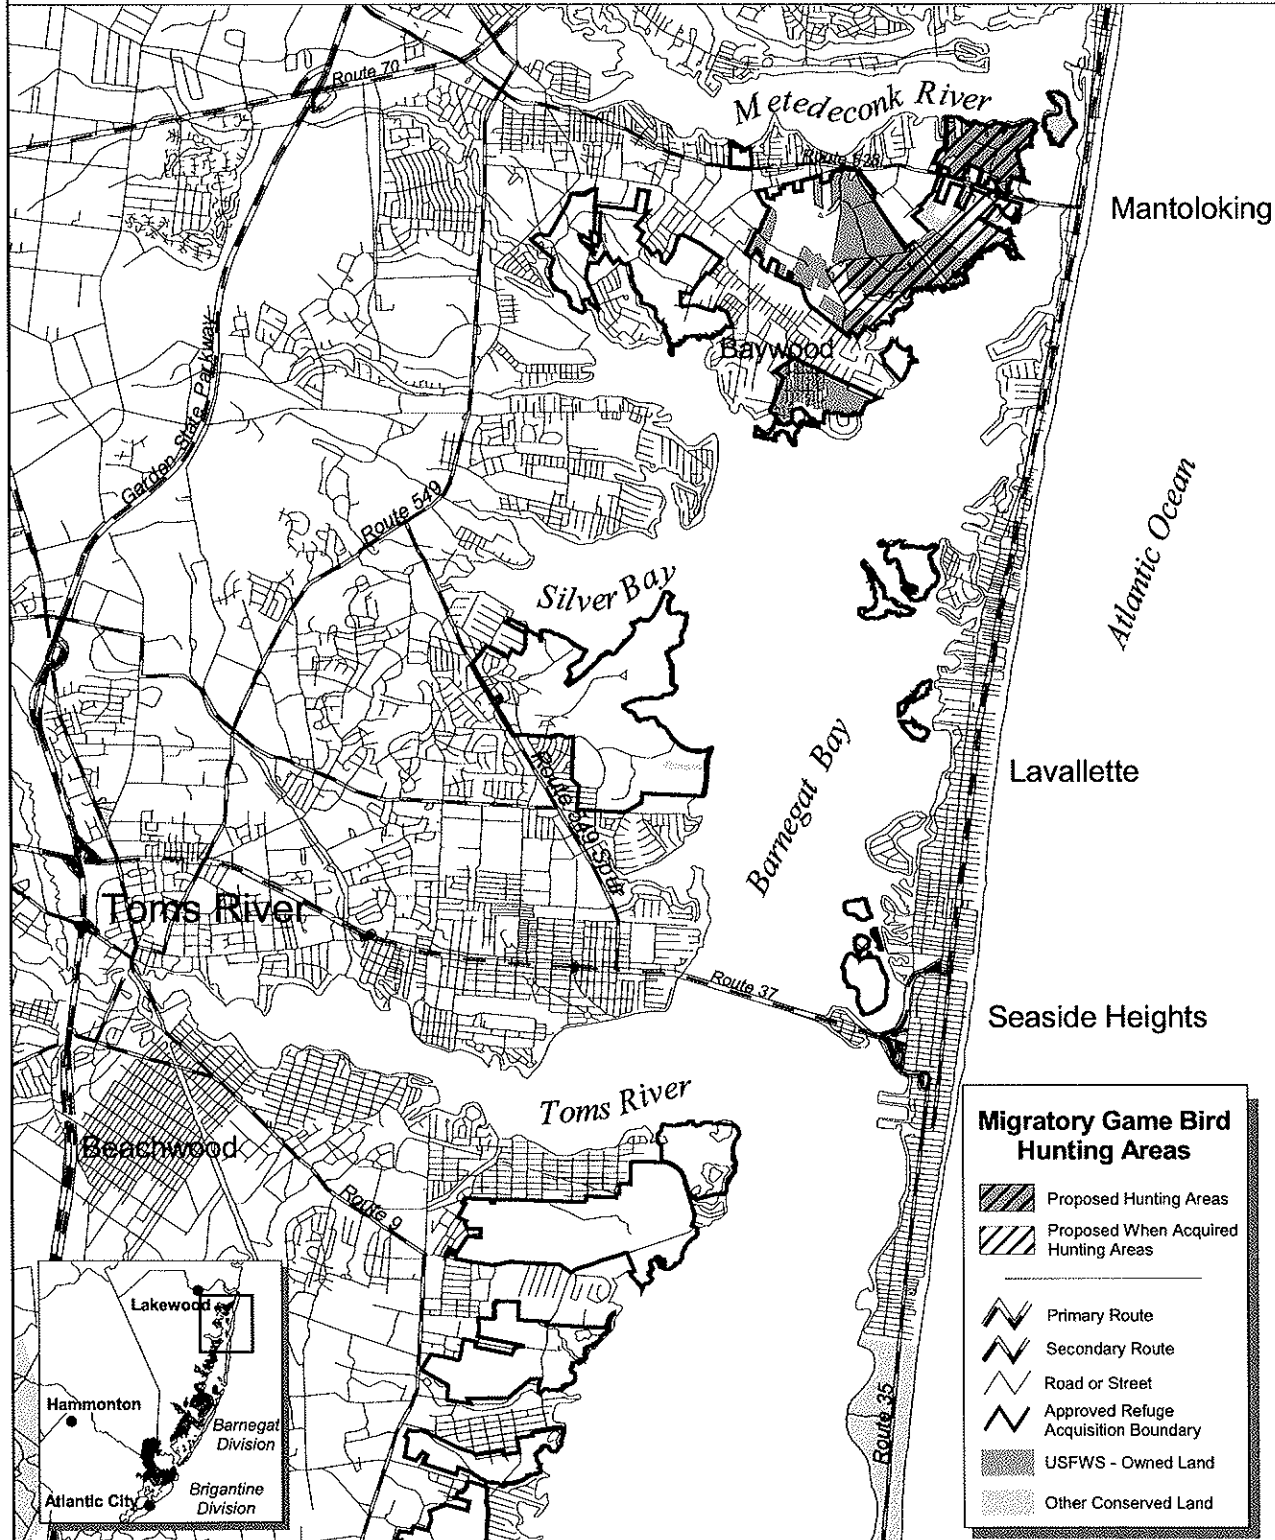 Route 70
Metedeconk River
Route 528
Mantoloking
Baywood
Garden State Parkway
Route 549
Atlantic Ocean
Silver Bay
Barnegat Bay
Lavallette
Route 549 Spur
Toms River
Route 37
Seaside Heights
Toms River
Beachwood
Route 9
Route 35
Migratory Game Bird
Hunting Areas
Proposed Hunting Areas
Proposed When Acquired
Hunting Areas
Primary Route
Secondary Route
Road or Street
Approved Refuge
Acquisition Boundary
USFWS - Owned Land
Other Conserved Land
Lakewood
Hammonton
Barnegat
Division
Brigantine
Division
Atlantic City